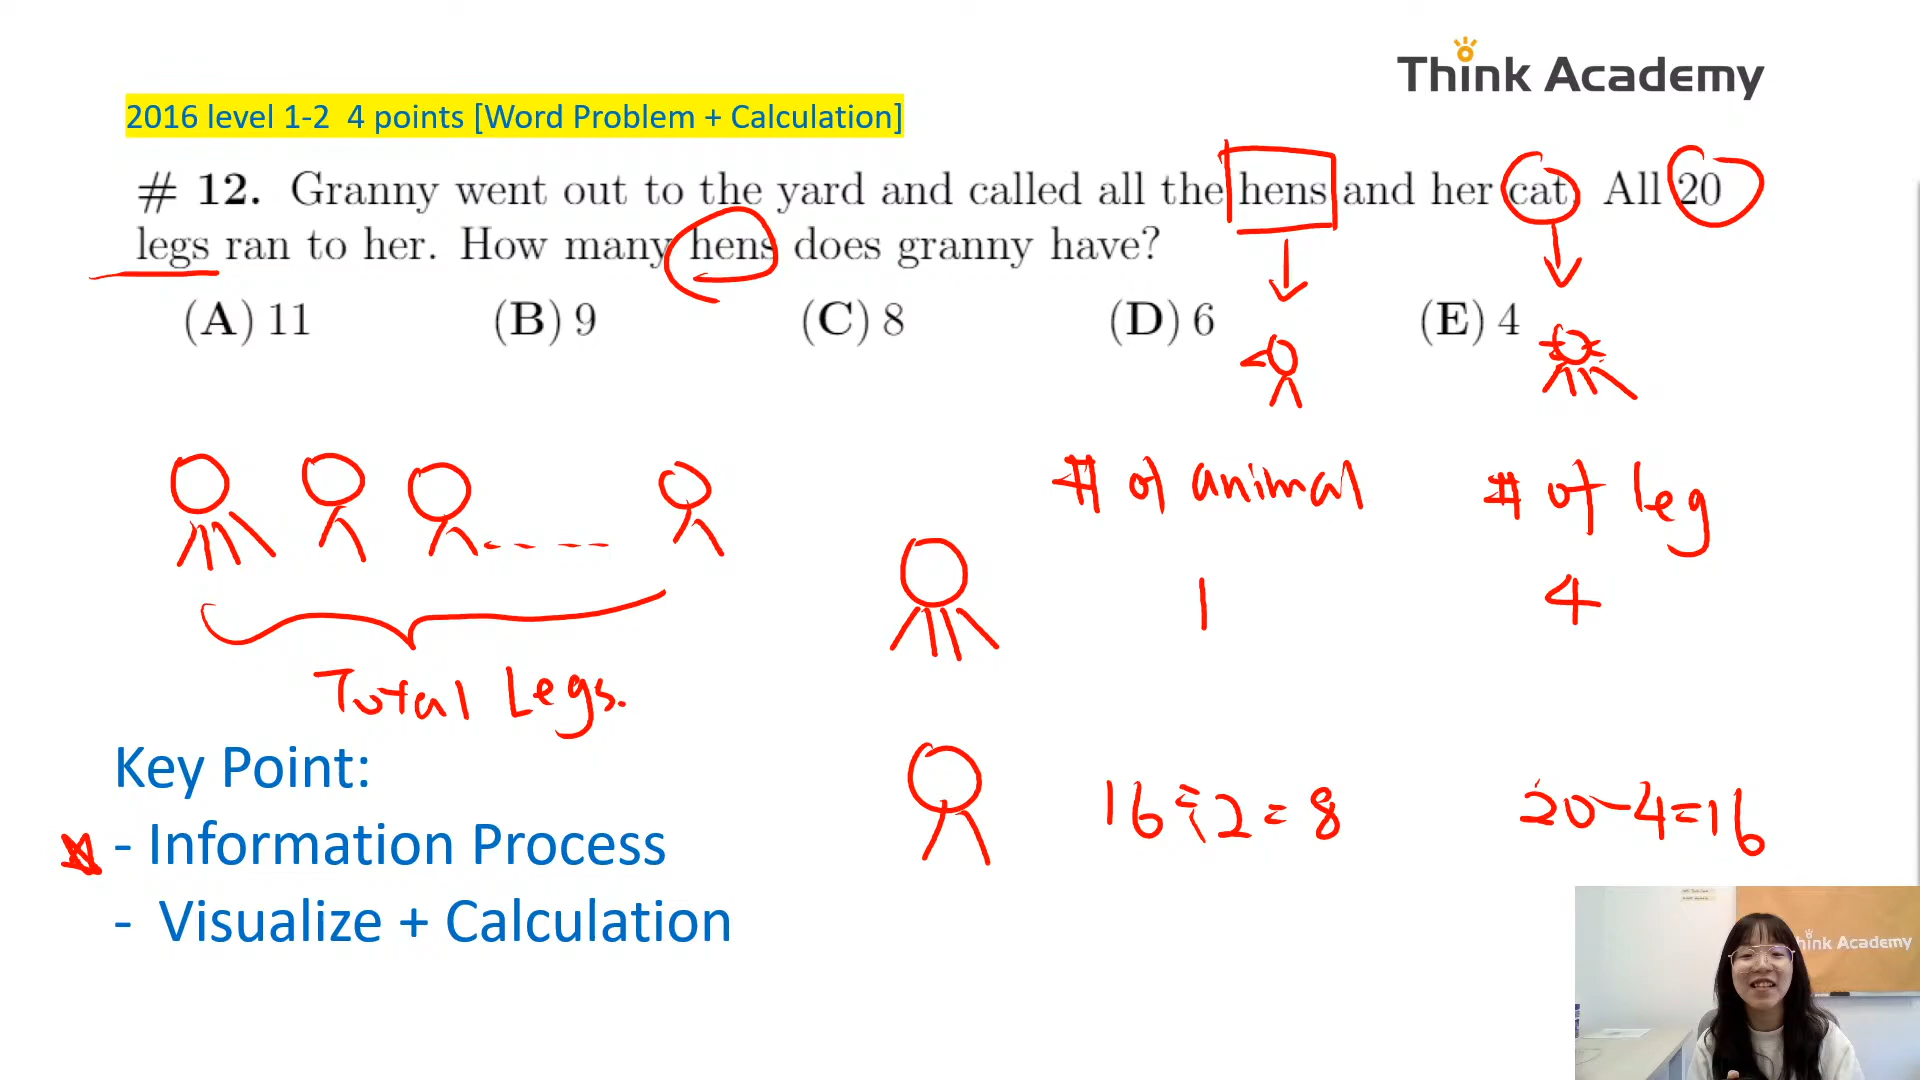 Think Academy
2016 level 1-2 4 points [Word Problem + Calculation]
# 12. Granny went out to the yard and called all the hens and her cat. All 20
legs ran to her. How many hens does granny have?
(A) 11 (B) 9 (C) 8 (D) 6 (E) 4
# of animal # of leg
1 4
Total Legs.
16÷2=8 20-4=16
Key Point:
- Information Process
- Visualize + Calculation
Think Academy